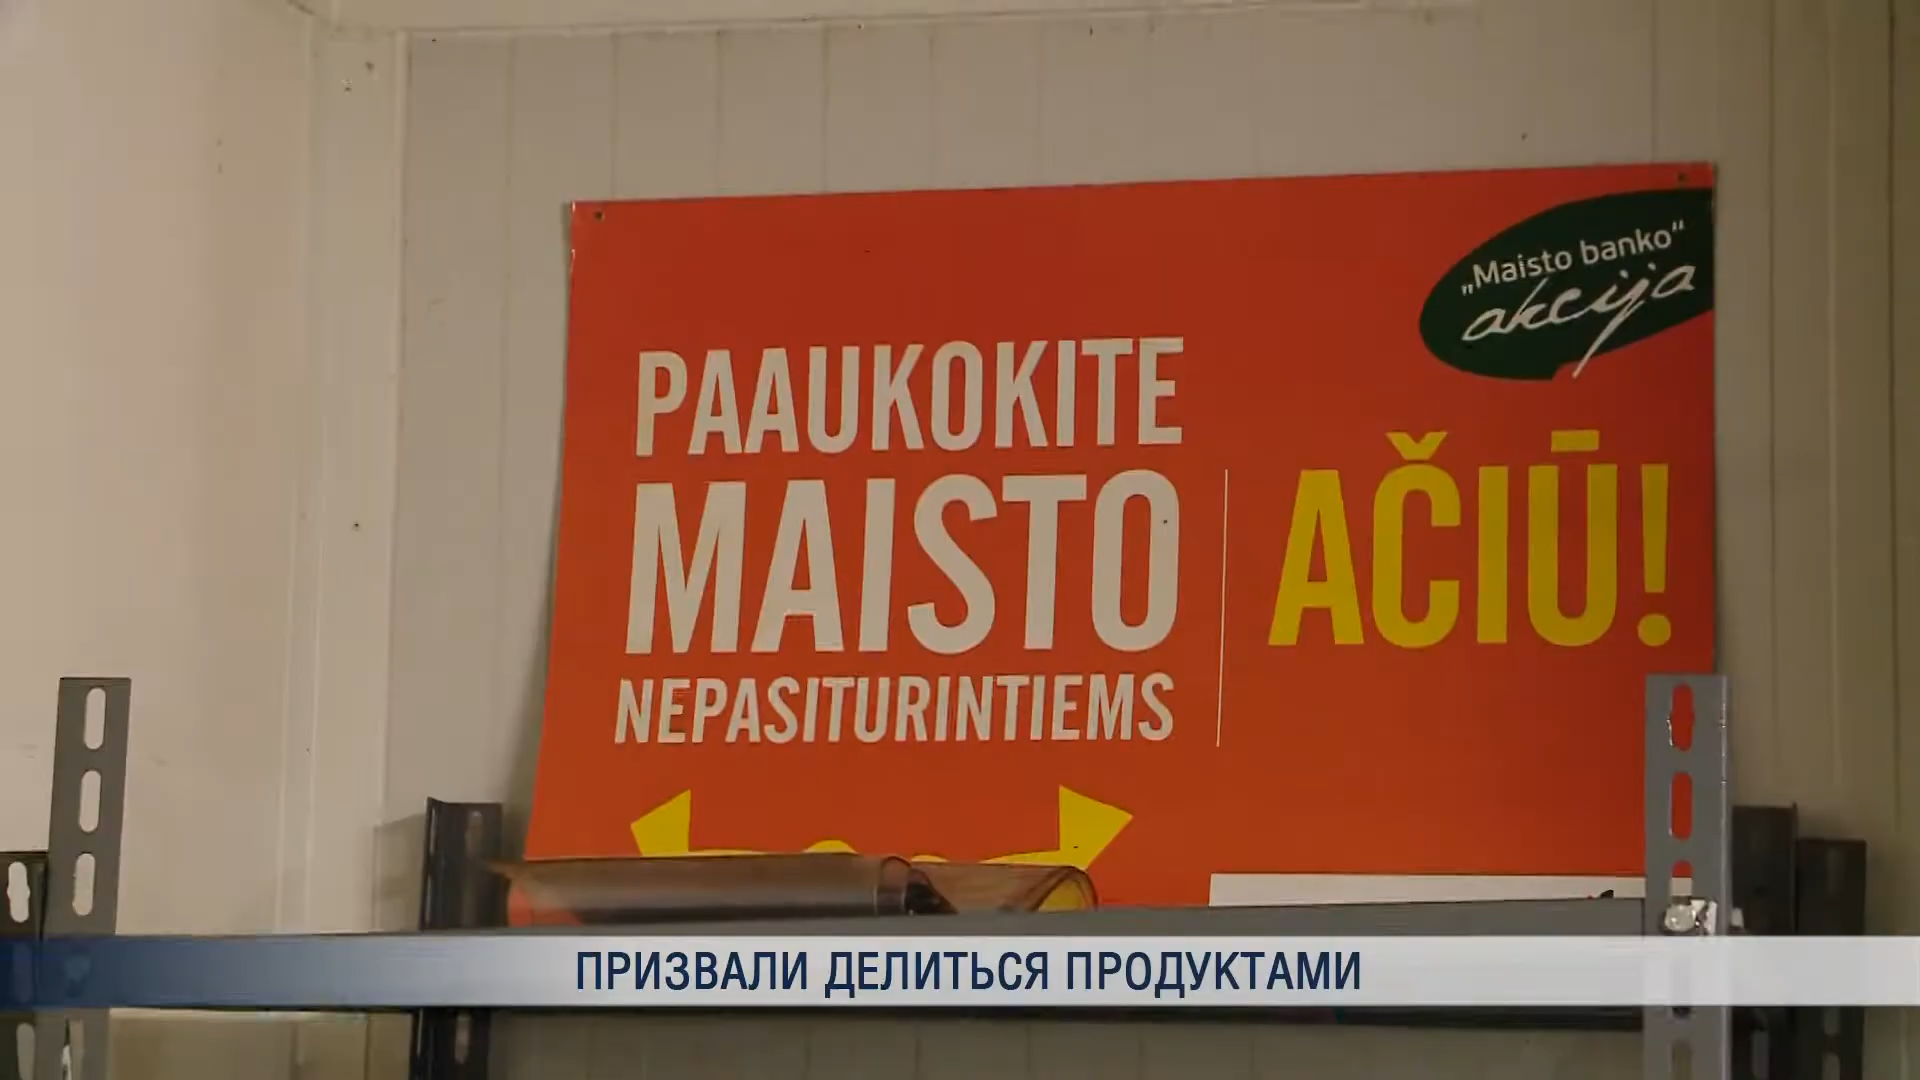 „Maisto banko“
akcija
PAAUKOKITE
MAISTO
NEPASITURINTIEMS
AČIŪ!
ПРИЗВАЛИ ДЕЛИТЬСЯ ПРОДУКТАМИ